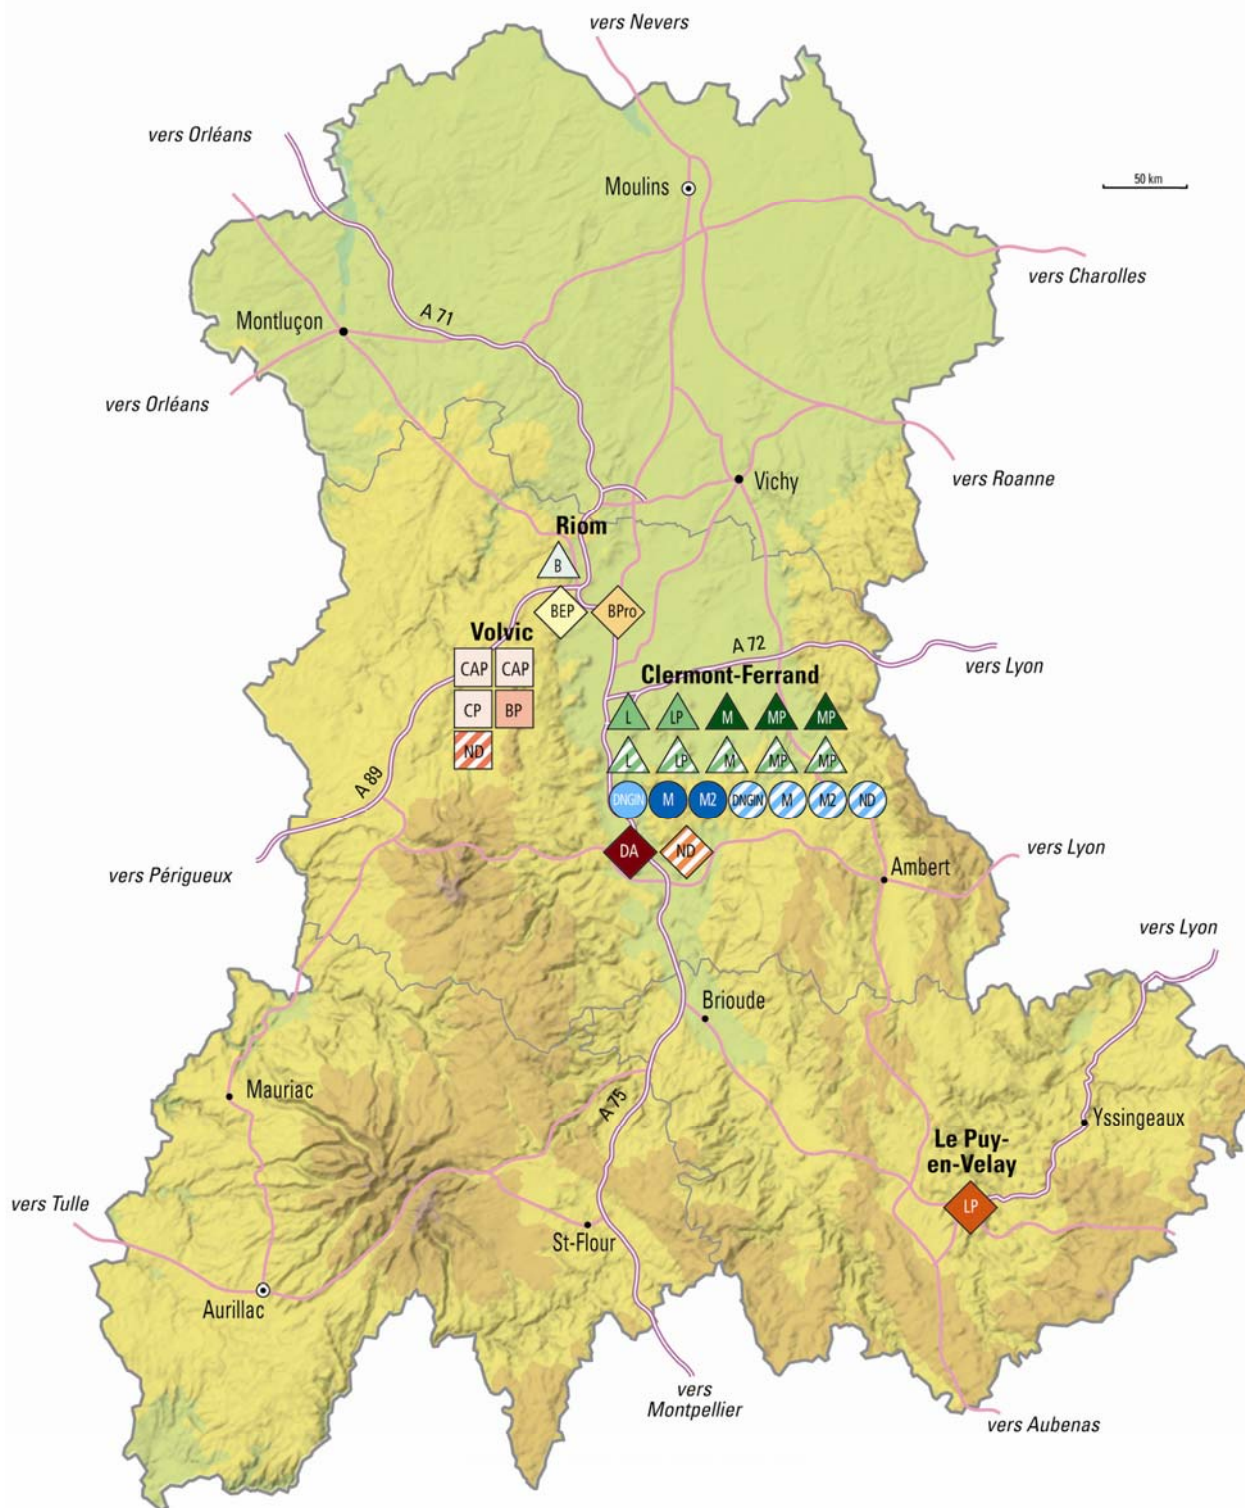 vers Nevers
vers Orléans
Moulins
50 km
vers Charolles
A 71
Montluçon
vers Orléans
vers Roanne
Vichy
Riom
B
BEP BPro
Volvic
CAP CAP
CP BP
ND
A 72
vers Lyon
Clermont-Ferrand
L LP M MP MP
L LP M MP MP
DNGIN M M2 DNGIN M M2 ND
DA ND
A 89
vers Périgueux
Ambert
vers Lyon
vers Lyon
Brioude
Mauriac
A 75
Yssingeaux
Le Puy-
en-Velay
LP
vers Tulle
St-Flour
Aurillac
vers
Montpellier
vers Aubenas